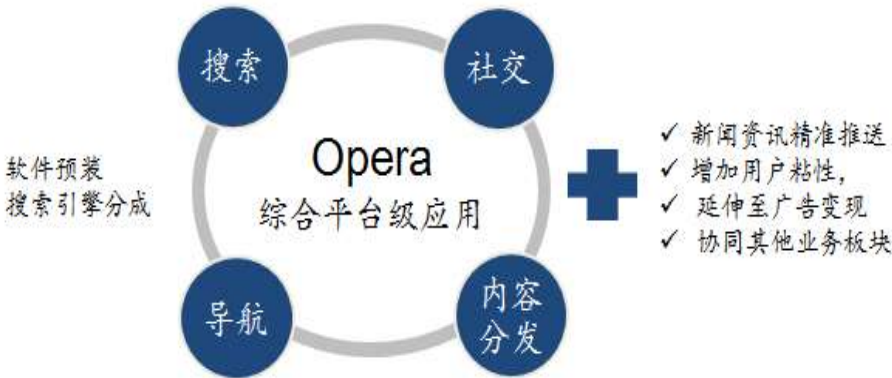 搜索
社交
软件预装
搜索引擎分成
Opera
综合平台级应用
导航
内容
分发
✓ 新闻资讯精准推送
✓ 增加用户粘性，
✓ 延伸至广告变现
✓ 协同其他业务板块